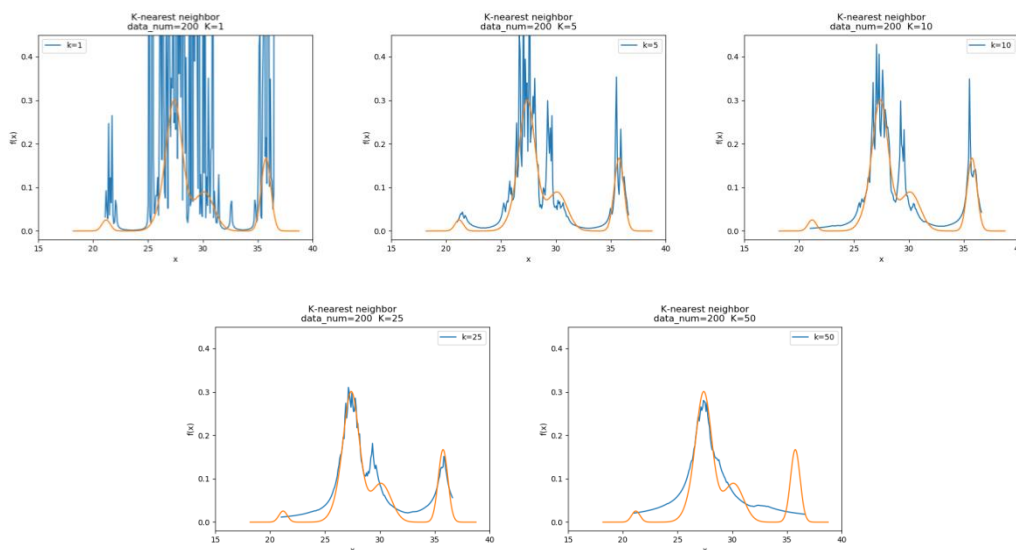 K-nearest neighbor
data_num=200 K=1
k=1
f(x)
0.4
0.3
0.2
0.1
0.0
15 20 25 30 35 40
x
K-nearest neighbor
data_num=200 K=5
k=5
f(x)
0.4
0.3
0.2
0.1
0.0
15 20 25 30 35 40
x
K-nearest neighbor
data_num=200 K=10
k=10
f(x)
0.4
0.3
0.2
0.1
0.0
15 20 25 30 35 40
x
K-nearest neighbor
data_num=200 K=25
k=25
f(x)
0.4
0.3
0.2
0.1
0.0
15 20 25 30 35 40
x
K-nearest neighbor
data_num=200 K=50
k=50
f(x)
0.4
0.3
0.2
0.1
0.0
15 20 25 30 35 40
x